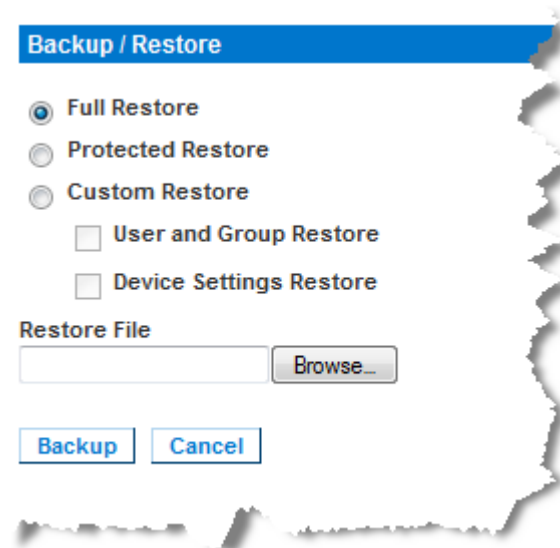 Backup / Restore
Full Restore
Protected Restore
Custom Restore
User and Group Restore
Device Settings Restore
Restore File
Browse...
Backup Cancel